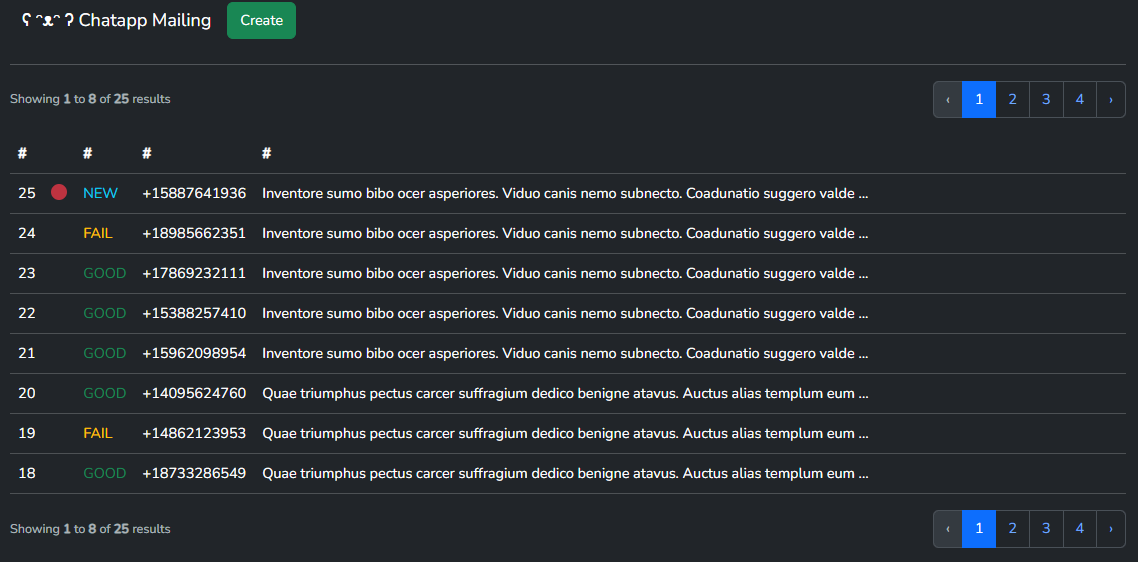 ʕ ᵔᴥᵔ ʔ Chatapp Mailing Create
Showing 1 to 8 of 25 results ‹ 1 2 3 4 ›
# # # #
25 NEW +15887641936 Inventore sumo bibo ocer asperiores. Viduo canis nemo subnecto. Coadunatio suggero valde ...
24 FAIL +18985662351 Inventore sumo bibo ocer asperiores. Viduo canis nemo subnecto. Coadunatio suggero valde ...
23 GOOD +17869232111 Inventore sumo bibo ocer asperiores. Viduo canis nemo subnecto. Coadunatio suggero valde ...
22 GOOD +15388257410 Inventore sumo bibo ocer asperiores. Viduo canis nemo subnecto. Coadunatio suggero valde ...
21 GOOD +15962098954 Inventore sumo bibo ocer asperiores. Viduo canis nemo subnecto. Coadunatio suggero valde ...
20 GOOD +14095624760 Quae triumphus pectus carcer suffragium dedico benigne atavus. Auctus alias templum eum ...
19 FAIL +14862123953 Quae triumphus pectus carcer suffragium dedico benigne atavus. Auctus alias templum eum ...
18 GOOD +18733286549 Quae triumphus pectus carcer suffragium dedico benigne atavus. Auctus alias templum eum ...
Showing 1 to 8 of 25 results ‹ 1 2 3 4 ›